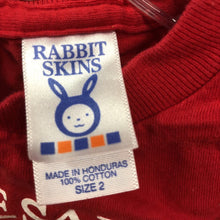 RABBIT
SKINS
MADE IN HONDURAS
100% COTTON
SIZE 2